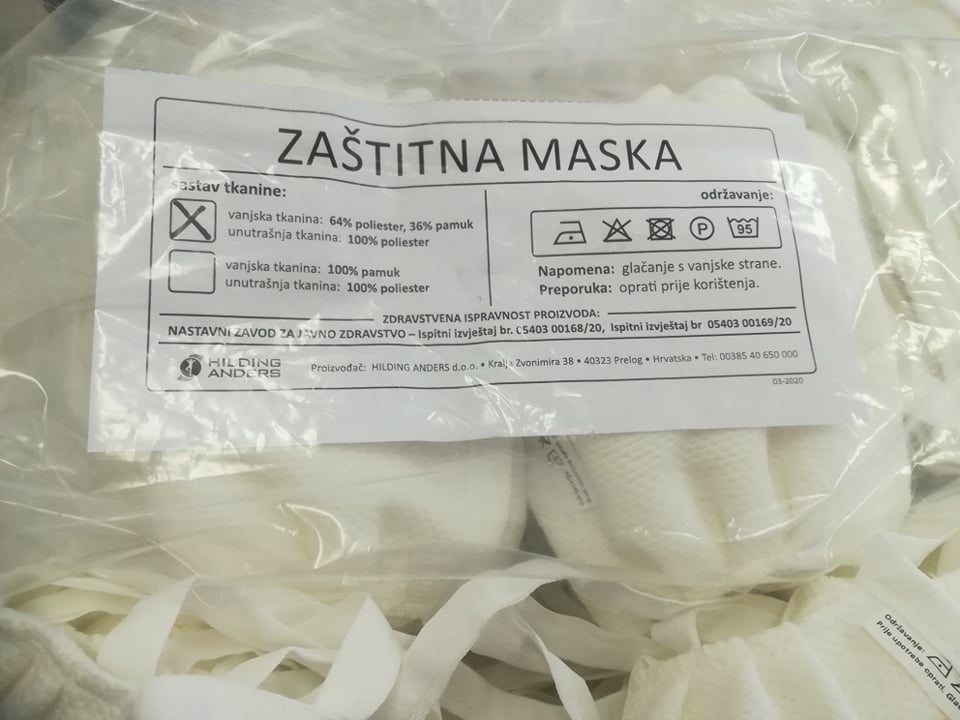 ZAŠTITNA MASKA
sastav tkanine:
vanjska tkanina: 64% poliester, 36% pamuk
unutrašnja tkanina: 100% poliester
vanjska tkanina: 100% pamuk
unutrašnja tkanina: 100% poliester
održavanje:
P
95
Napomena: glačanje s vanjske strane.
Preporuka: oprati prije korištenja.
ZDRAVSTVENA ISPRAVNOST PROIZVODA:
NASTAVNI ZAVOD ZA JAVNO ZDRAVSTVO – Ispitni izvještaj br. 05403 00168/20, Ispitni izvještaj br 05403 00169/20
HILDING
ANDERS
Proizvođač: HILDING ANDERS d.o.o. • Kralja Zvonimira 38 • 40323 Prelog • Hrvatska • Tel: 00385 40 650 000
03-2020
Održavanje:
Prije upotrebe oprati.